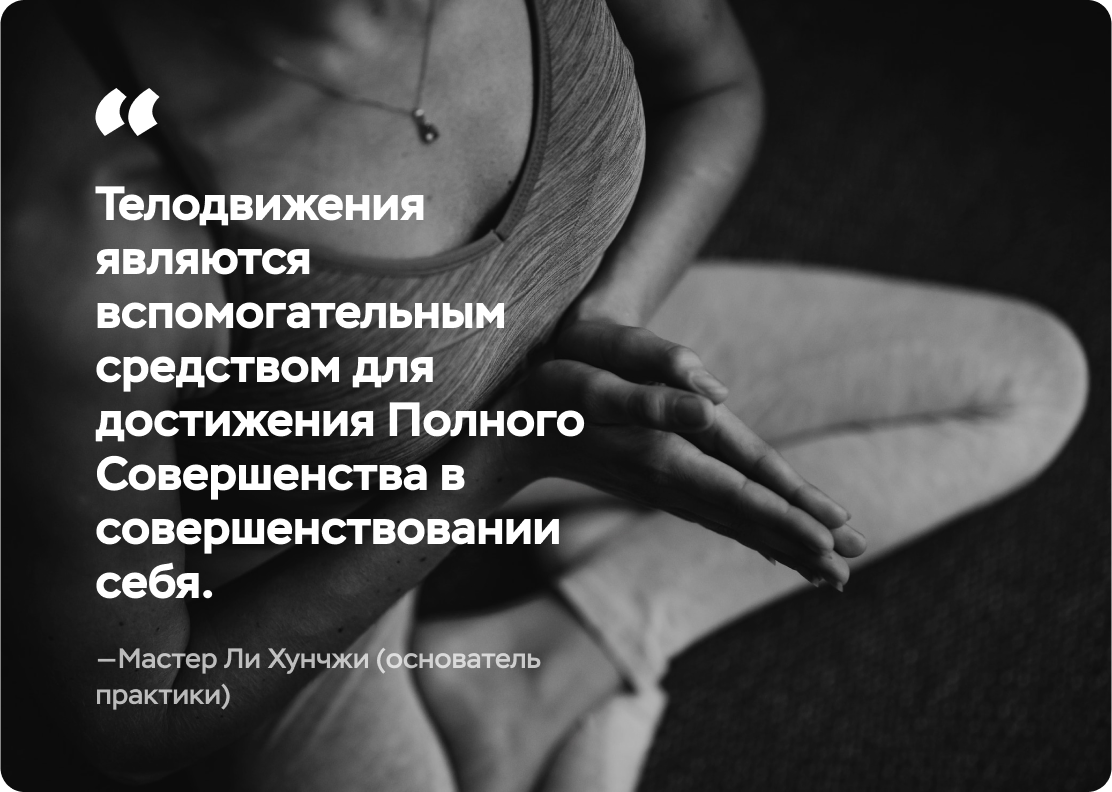 “
Телодвижения
являются
вспомогательным
средством для
достижения Полного
Совершенства в
совершенствовании
себя.
—Мастер Ли Хунчжи (основатель
практики)